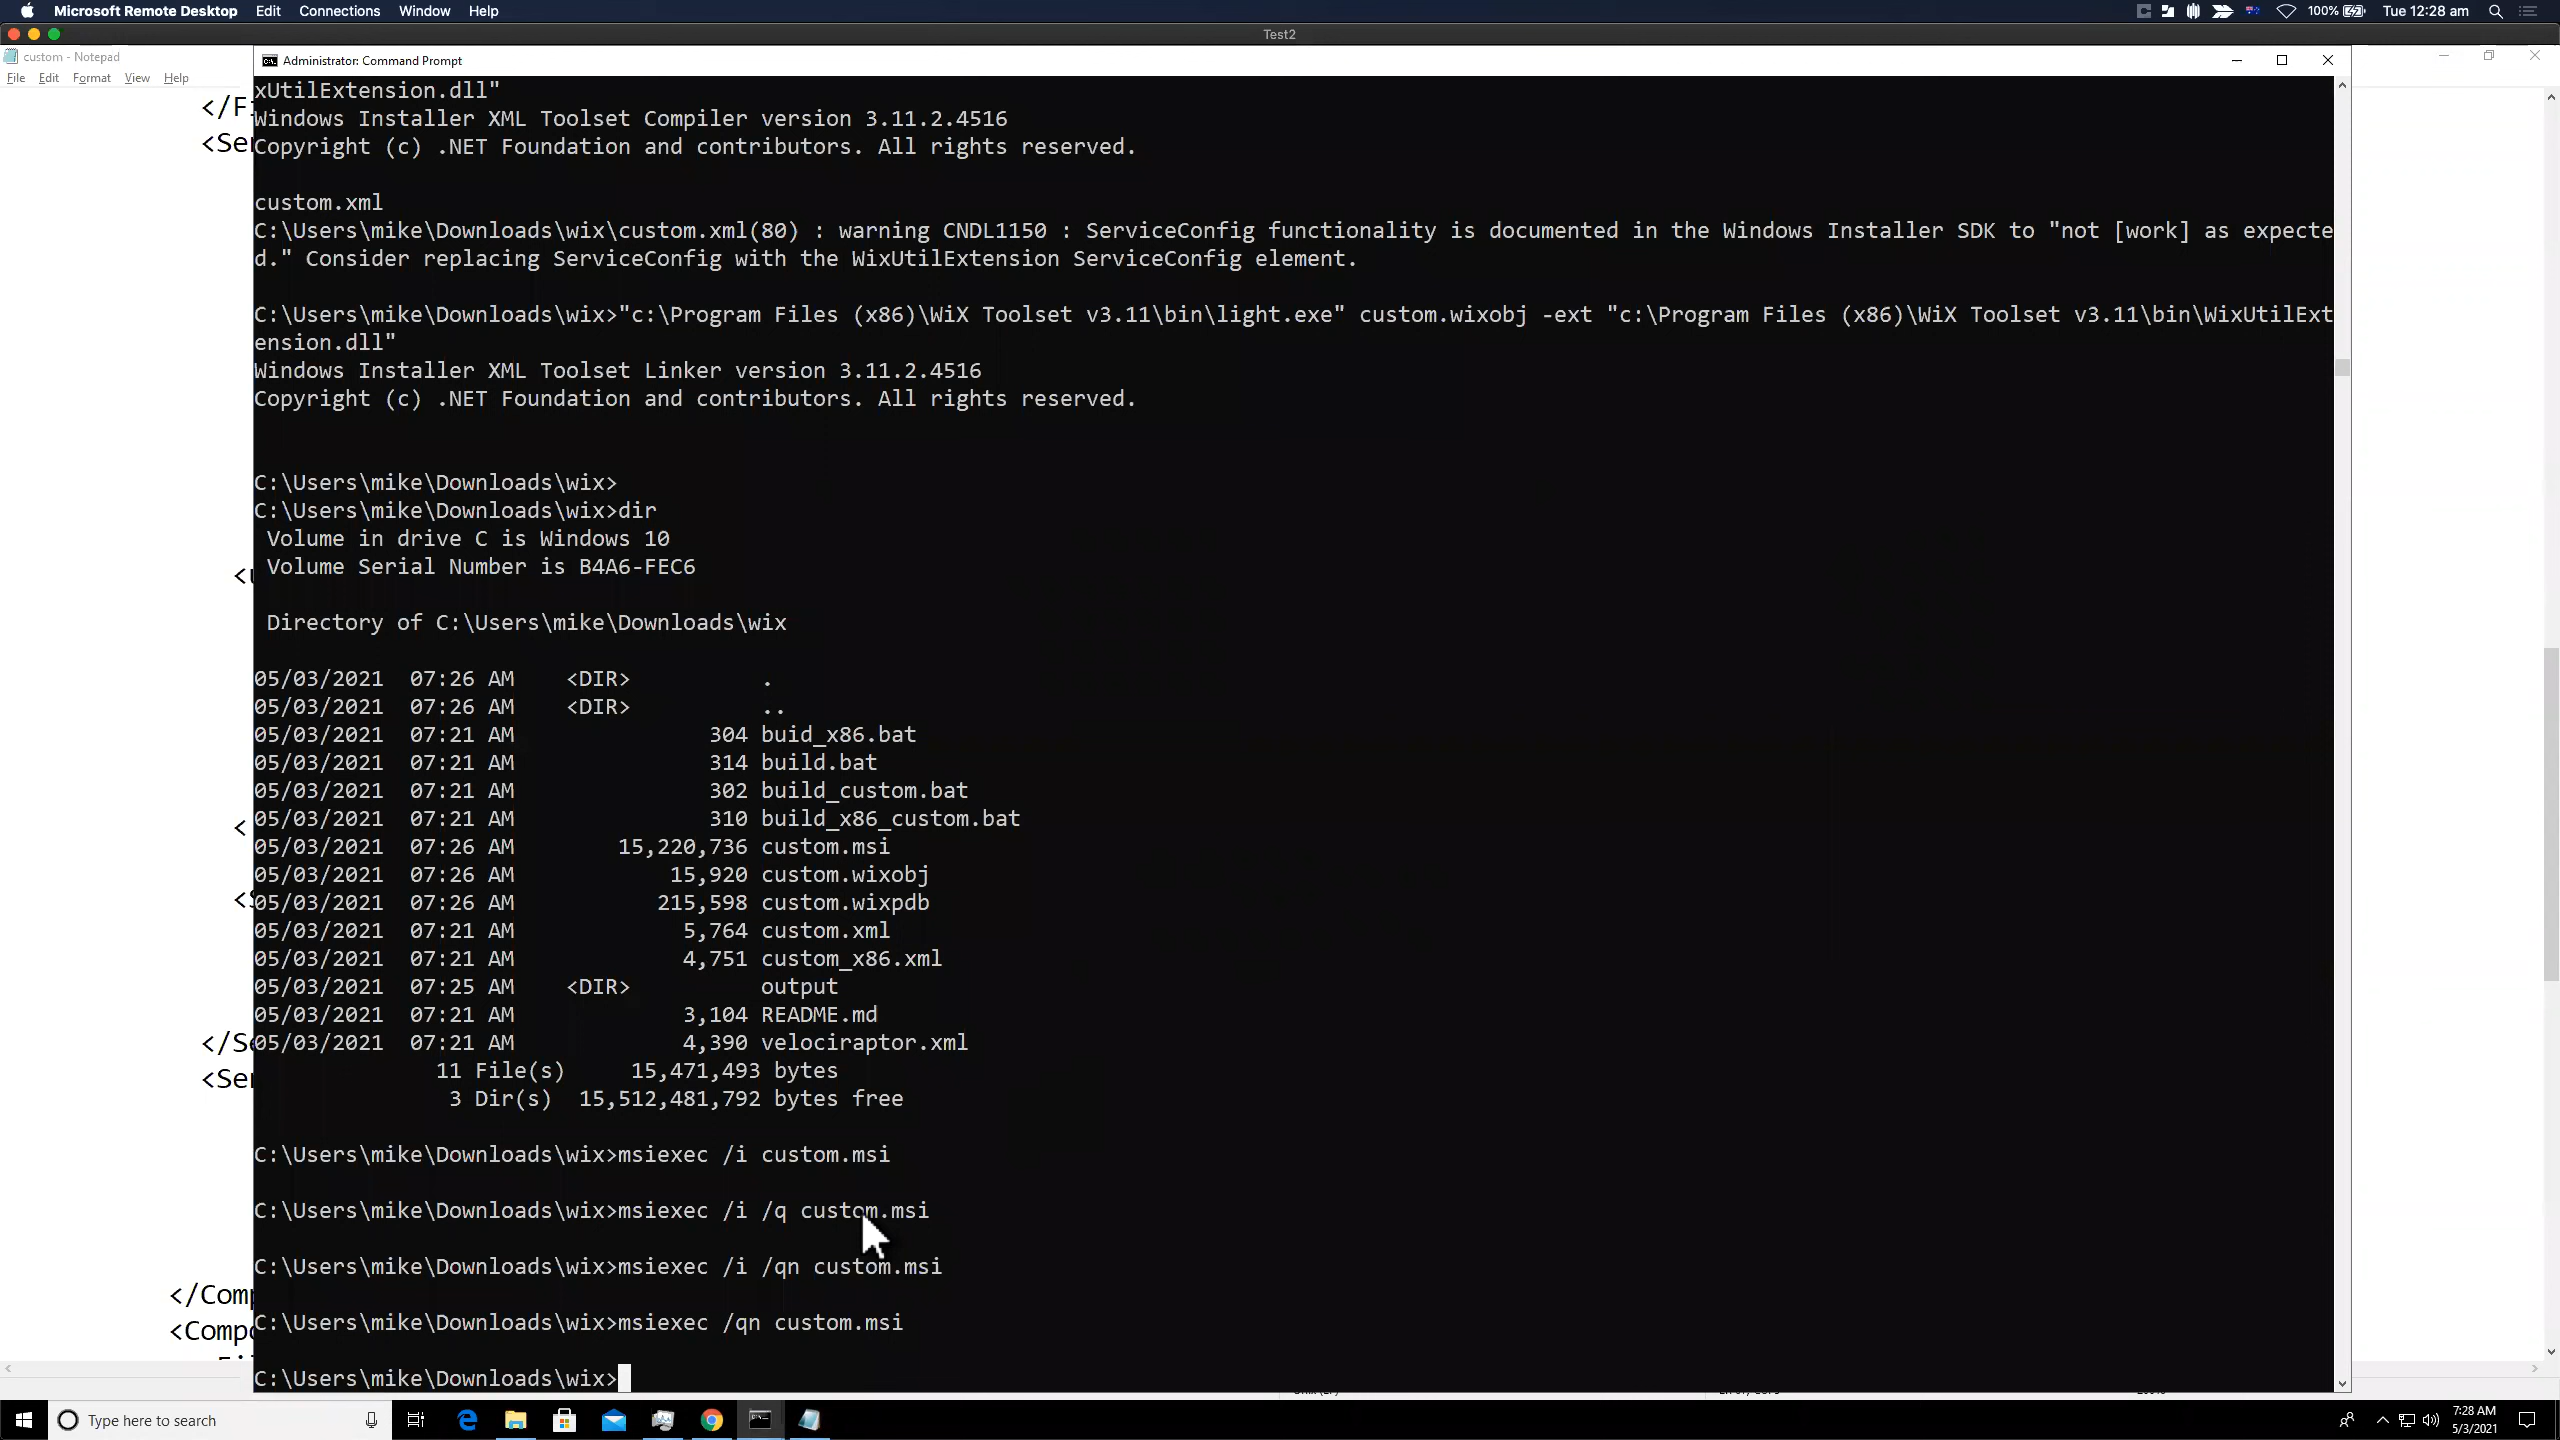 Microsoft Remote Desktop Edit Connections Window Help 100% Tue 12:28 am
Test2
custom - Notepad
File Edit Format View Help
Administrator: Command Prompt
xUtilExtension.dll"
Windows Installer XML Toolset Compiler version 3.11.2.4516
Copyright (c) .NET Foundation and contributors. All rights reserved.
custom.xml
C:\Users\mike\Downloads\wix\custom.xml(80) : warning CNDL1150 : ServiceConfig functionality is documented in the Windows Installer SDK to "not [work] as expecte
d." Consider replacing ServiceConfig with the WixUtilExtension ServiceConfig element.
C:\Users\mike\Downloads\wix>"c:\Program Files (x86)\WiX Toolset v3.11\bin\light.exe" custom.wixobj -ext "c:\Program Files (x86)\WiX Toolset v3.11\bin\WixUtilExt
ension.dll"
Windows Installer XML Toolset Linker version 3.11.2.4516
Copyright (c) .NET Foundation and contributors. All rights reserved.
C:\Users\mike\Downloads\wix>
C:\Users\mike\Downloads\wix>dir
Volume in drive C is Windows 10
Volume Serial Number is B4A6-FEC6
Directory of C:\Users\mike\Downloads\wix
05/03/2021 07:26 AM <DIR> .
05/03/2021 07:26 AM <DIR> ..
05/03/2021 07:21 AM 304 buid_x86.bat
05/03/2021 07:21 AM 314 build.bat
05/03/2021 07:21 AM 302 build_custom.bat
05/03/2021 07:21 AM 310 build_x86_custom.bat
05/03/2021 07:26 AM 15,220,736 custom.msi
05/03/2021 07:26 AM 15,920 custom.wixobj
05/03/2021 07:26 AM 215,598 custom.wixpdb
05/03/2021 07:21 AM 5,764 custom.xml
05/03/2021 07:21 AM 4,751 custom_x86.xml
05/03/2021 07:25 AM <DIR> output
05/03/2021 07:21 AM 3,104 README.md
05/03/2021 07:21 AM 4,390 velociraptor.xml
11 File(s) 15,471,493 bytes
3 Dir(s) 15,512,481,792 bytes free
C:\Users\mike\Downloads\wix>msiexec /i custom.msi
C:\Users\mike\Downloads\wix>msiexec /i /q custom.msi
C:\Users\mike\Downloads\wix>msiexec /i /qn custom.msi
C:\Users\mike\Downloads\wix>msiexec /qn custom.msi
C:\Users\mike\Downloads\wix>
</Fi
<Ser
</Se
<Ser
</Comp
<Compo
Type here to search
7:28 AM
5/3/2021